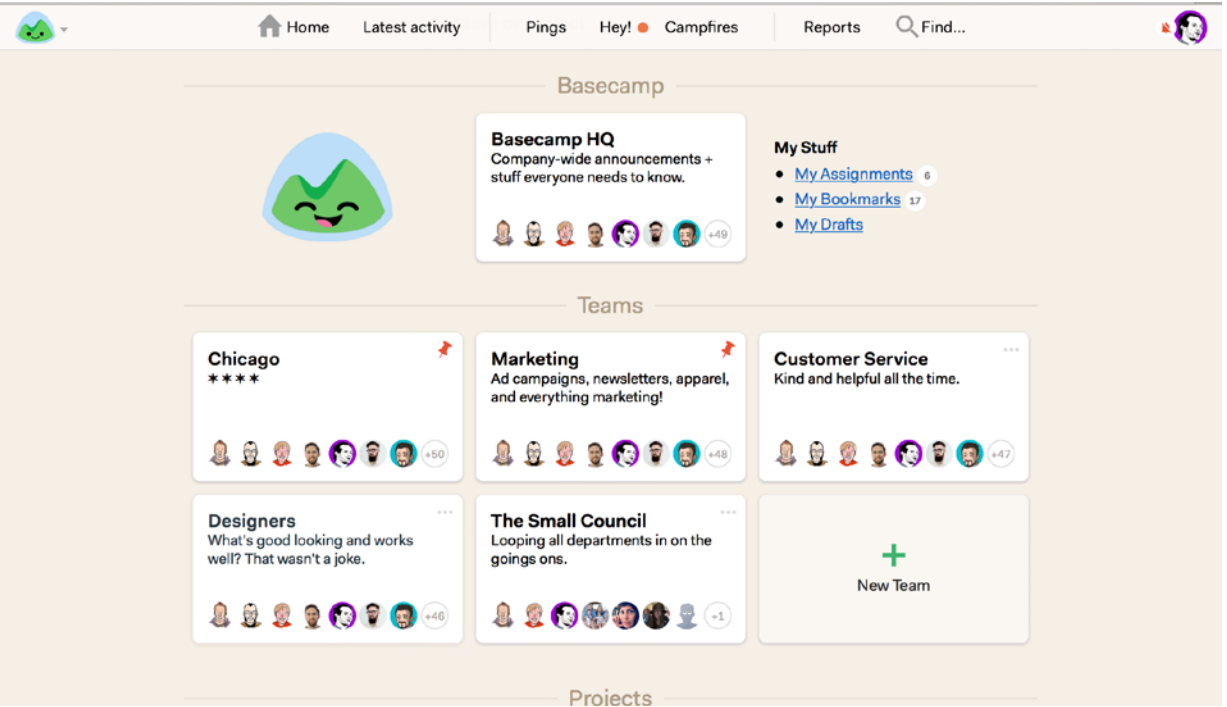 Home Latest activity Pings Hey! Campfires Reports Find...
Basecamp
Basecamp HQ
Company-wide announcements +
stuff everyone needs to know.
+49
My Stuff
My Assignments 6
My Bookmarks 17
My Drafts
Teams
Chicago
✶✶✶✶
+50
Marketing
Ad campaigns, newsletters, apparel,
and everything marketing!
+48
Customer Service
Kind and helpful all the time.
+47
Designers
What's good looking and works
well? That wasn't a joke.
+46
The Small Council
Looping all departments in on the
goings ons.
+1
New Team
Projects